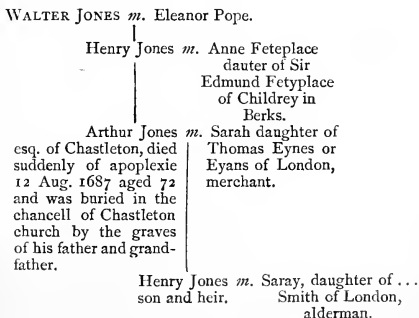 WALTER JONES m. Eleanor Pope.
Henry Jones m. Anne Feteplace
dauter of Sir
Edmund Fetyplace
of Childrey in
Berks.
Arthur Jones m. Sarah daughter of
esq. of Chastleton, died Thomas Eynes or
suddenly of apoplexie Eyans of London,
12 Aug. 1687 aged 72 merchant.
and was buried in the
chancell of Chastleton
church by the graves
of his father and grand-
father.
Henry Jones m. Saray, daughter of ...
son and heir. Smith of London,
alderman.